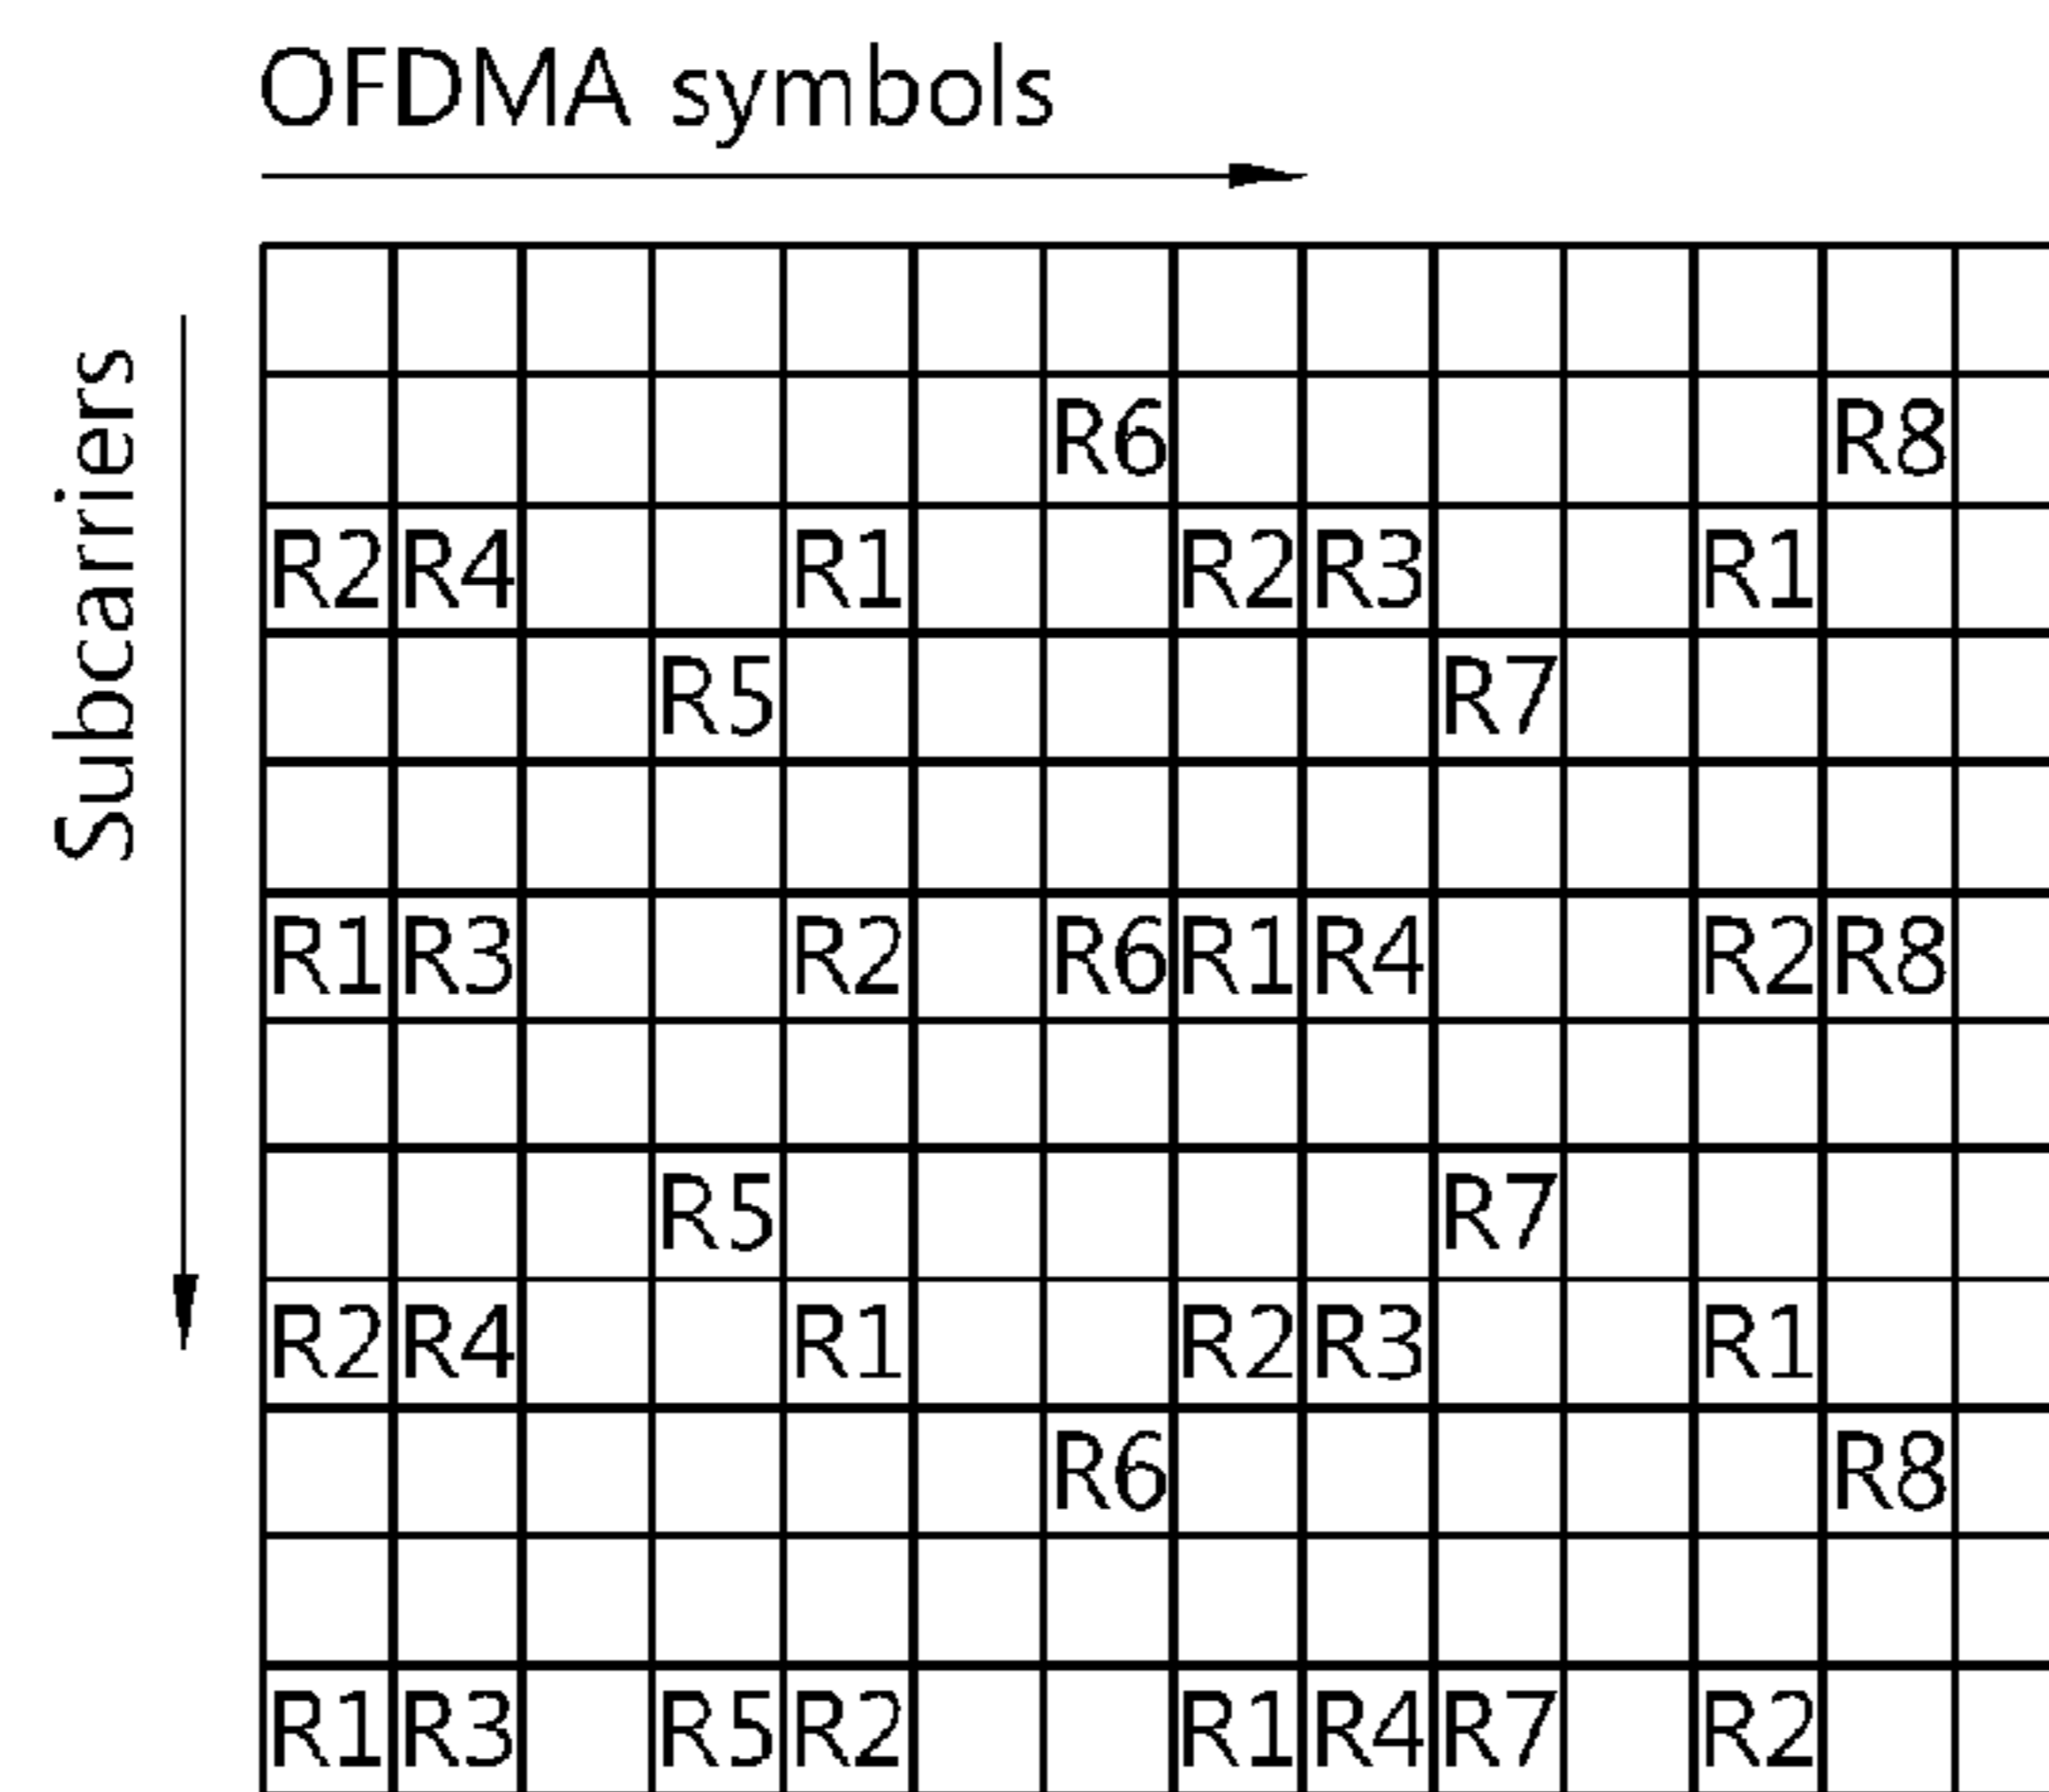 OFDMA symbols
Subcarriers
R6 R8
R2 R4 R1 R2 R3 R1
R5 R7
R1 R3 R2 R6 R1 R4 R2 R8
R5 R7
R2 R4 R1 R2 R3 R1
R6 R8
R1 R3 R5 R2 R1 R4 R7 R2